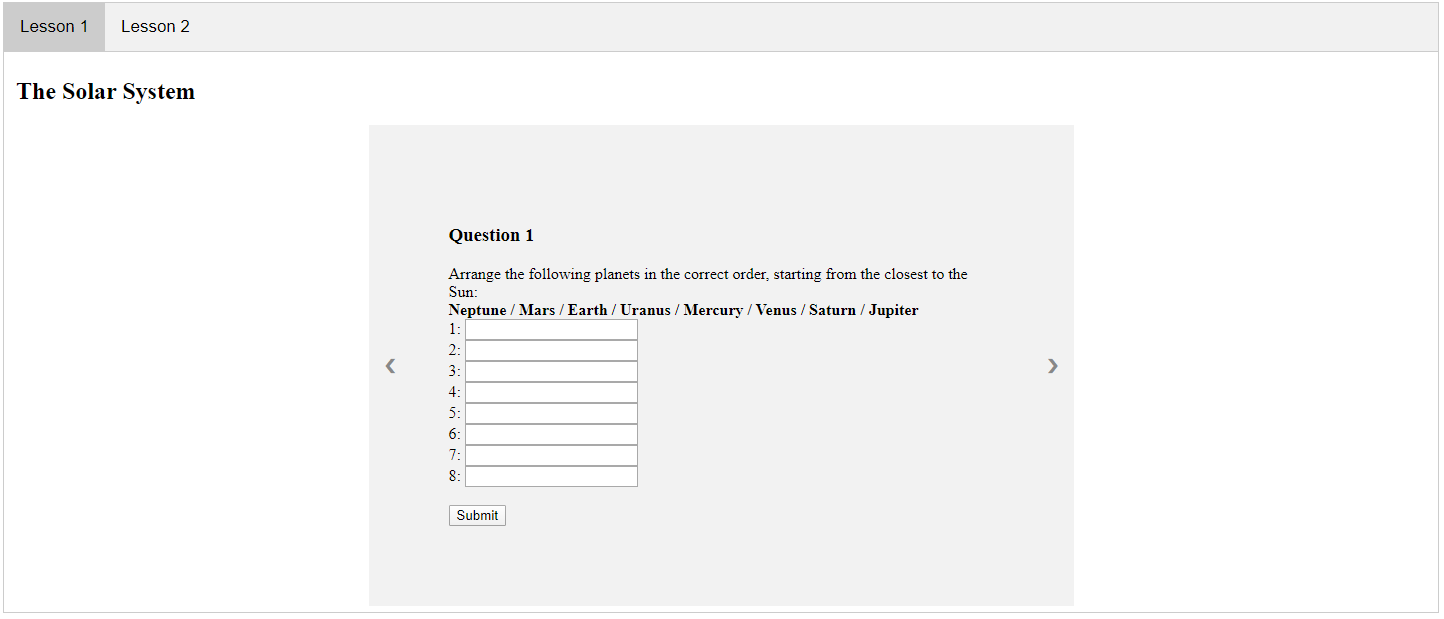 Lesson 1 Lesson 2
The Solar System
Question 1
Arrange the following planets in the correct order, starting from the closest to the
Sun:
Neptune / Mars / Earth / Uranus / Mercury / Venus / Saturn / Jupiter
1:
2:
3:
4:
❮ ❯
5:
6:
7:
8:
Submit